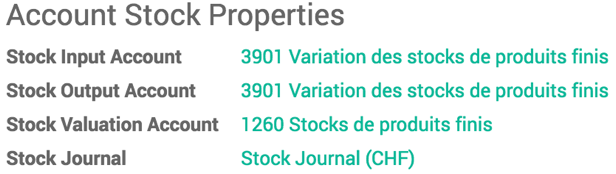 Account Stock Properties
Stock Input Account 3901 Variation des stocks de produits finis
Stock Output Account 3901 Variation des stocks de produits finis
Stock Valuation Account 1260 Stocks de produits finis
Stock Journal Stock Journal (CHF)